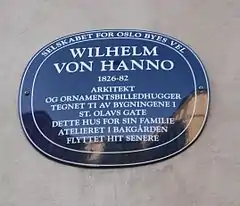 SELSKABET FOR OSLO BYES VEL
WILHELM
VON HANNO
1826-82
ARKITEKT
OG ORNAMENTSBILLEDHUGGER
TEGNET TI AV BYGNINGENE I
ST. OLAVS GATE
DETTE HUS FOR SIN FAMILIE
ATELIERET I BAKGÅRDEN
FLYTTET HIT SENERE